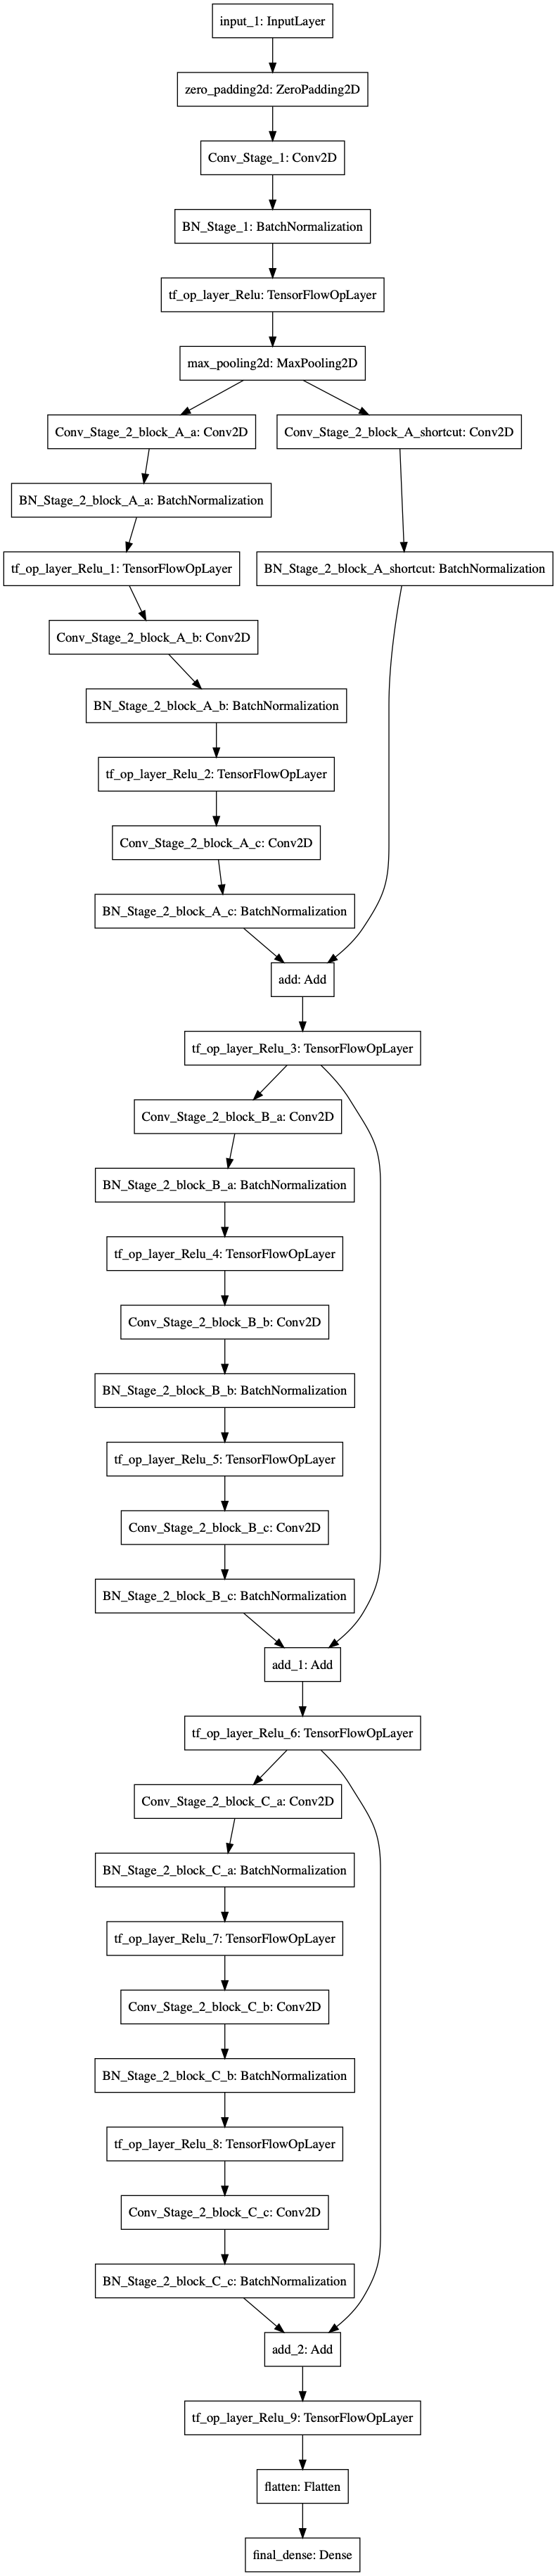 input_1: InputLayer
zero_padding2d: ZeroPadding2D
Conv_Stage_1: Conv2D
BN_Stage_1: BatchNormalization
tf_op_layer_Relu: TensorFlowOpLayer
max_pooling2d: MaxPooling2D
Conv_Stage_2_block_A_a: Conv2D
Conv_Stage_2_block_A_shortcut: Conv2D
BN_Stage_2_block_A_a: BatchNormalization
tf_op_layer_Relu_1: TensorFlowOpLayer
BN_Stage_2_block_A_shortcut: BatchNormalization
Conv_Stage_2_block_A_b: Conv2D
BN_Stage_2_block_A_b: BatchNormalization
tf_op_layer_Relu_2: TensorFlowOpLayer
Conv_Stage_2_block_A_c: Conv2D
BN_Stage_2_block_A_c: BatchNormalization
add: Add
tf_op_layer_Relu_3: TensorFlowOpLayer
Conv_Stage_2_block_B_a: Conv2D
BN_Stage_2_block_B_a: BatchNormalization
tf_op_layer_Relu_4: TensorFlowOpLayer
Conv_Stage_2_block_B_b: Conv2D
BN_Stage_2_block_B_b: BatchNormalization
tf_op_layer_Relu_5: TensorFlowOpLayer
Conv_Stage_2_block_B_c: Conv2D
BN_Stage_2_block_B_c: BatchNormalization
add_1: Add
tf_op_layer_Relu_6: TensorFlowOpLayer
Conv_Stage_2_block_C_a: Conv2D
BN_Stage_2_block_C_a: BatchNormalization
tf_op_layer_Relu_7: TensorFlowOpLayer
Conv_Stage_2_block_C_b: Conv2D
BN_Stage_2_block_C_b: BatchNormalization
tf_op_layer_Relu_8: TensorFlowOpLayer
Conv_Stage_2_block_C_c: Conv2D
BN_Stage_2_block_C_c: BatchNormalization
add_2: Add
tf_op_layer_Relu_9: TensorFlowOpLayer
flatten: Flatten
final_dense: Dense